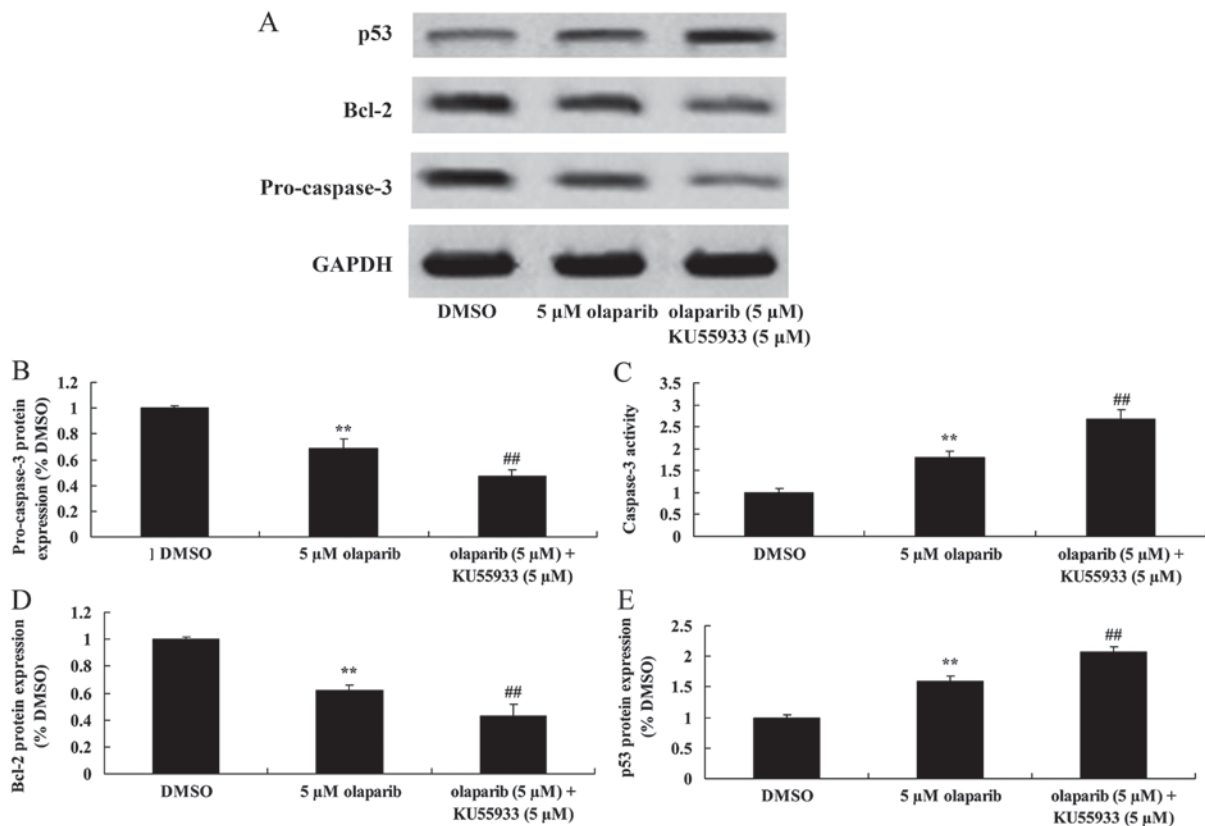 A
p53
Bcl-2
Pro-caspase-3
GAPDH
DMSO 5 µM olaparib olaparib (5 µM)
KU55933 (5 µM)
B
Pro-caspase-3 protein
expression (% DMSO)
1.2
1
0.8
0.6
0.4
0.2
0
**
##
] DMSO 5 µM olaparib olaparib (5 µM) +
KU55933 (5 µM)
C
Caspase-3 activity
3.5
3
2.5
2
1.5
1
0.5
0
**
##
DMSO 5 µM olaparib olaparib (5 µM) +
KU55933 (5 µM)
D
Bcl-2 protein expression
(% DMSO)
1.2
1
0.8
0.6
0.4
0.2
0
**
##
DMSO 5 µM olaparib olaparib (5 µM) +
KU55933 (5 µM)
E
p53 protein expression
(% DMSO)
2.5
2
1.5
1
0.5
0
**
##
DMSO 5 µM olaparib olaparib (5 µM) +
KU55933 (5 µM)